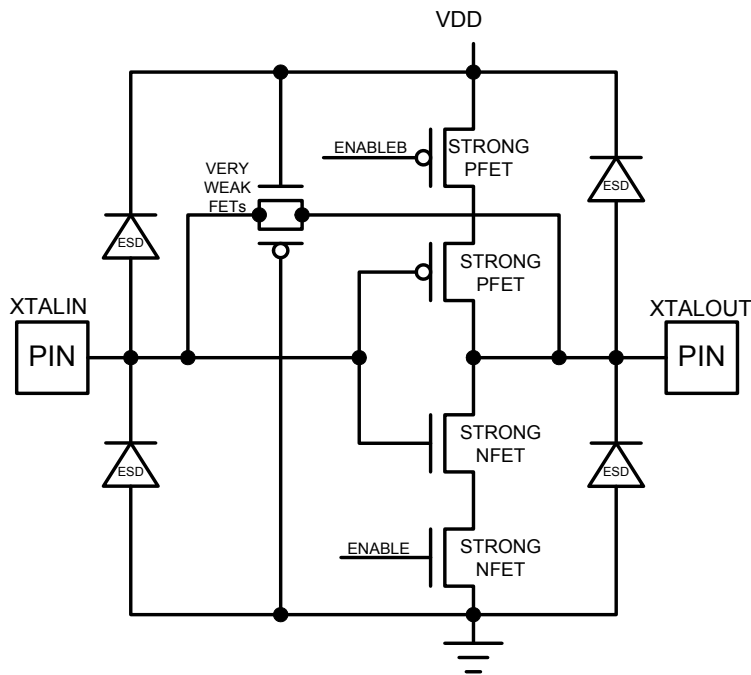 VDD
ENABLEB
STRONG
PFET
VERY
WEAK
FETs
ESD
ESD
STRONG
PFET
XTALIN
PIN
XTALOUT
PIN
STRONG
NFET
ESD
ESD
ENABLE
STRONG
NFET